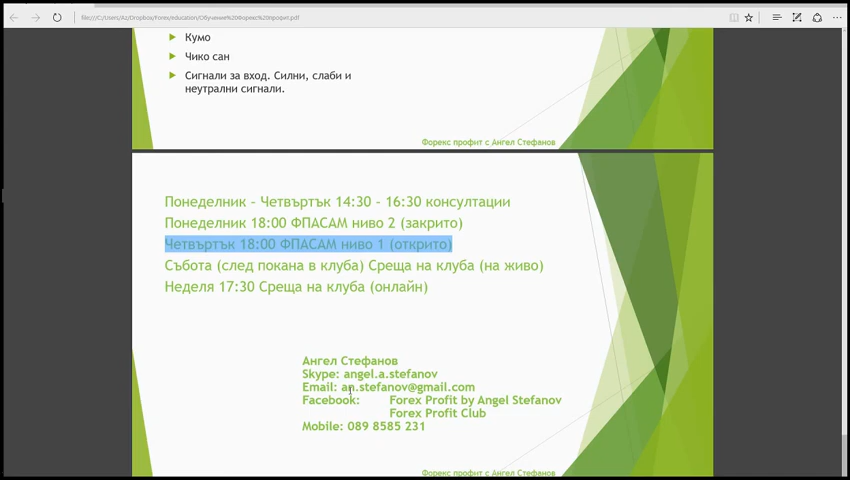 file:///C:/Users/Az/Dropbox/Forex/education/Обучения%20Форекс%20профит.pdf
Кумо
Чико сан
Сигнали за вход. Силни, слаби и
неутрални сигнали.
Форекс профит с Ангел Стефанов
Понеделник – Четвъртък 14:30 - 16:30 консултации
Понеделник 18:00 ФПАСАМ ниво 2 (закрито)
Четвъртък 18:00 ФПАСАМ ниво 1 (открито)
Събота (след покана в клуба) Среща на клуба (на живо)
Неделя 17:30 Среща на клуба (онлайн)
Ангел Стефанов
Skype: angel.a.stefanov
Email: an.stefanov@gmail.com
Facebook: Forex Profit by Angel Stefanov
Forex Profit Club
Mobile: 089 8585 231
Форекс профит с Ангел Стефанов